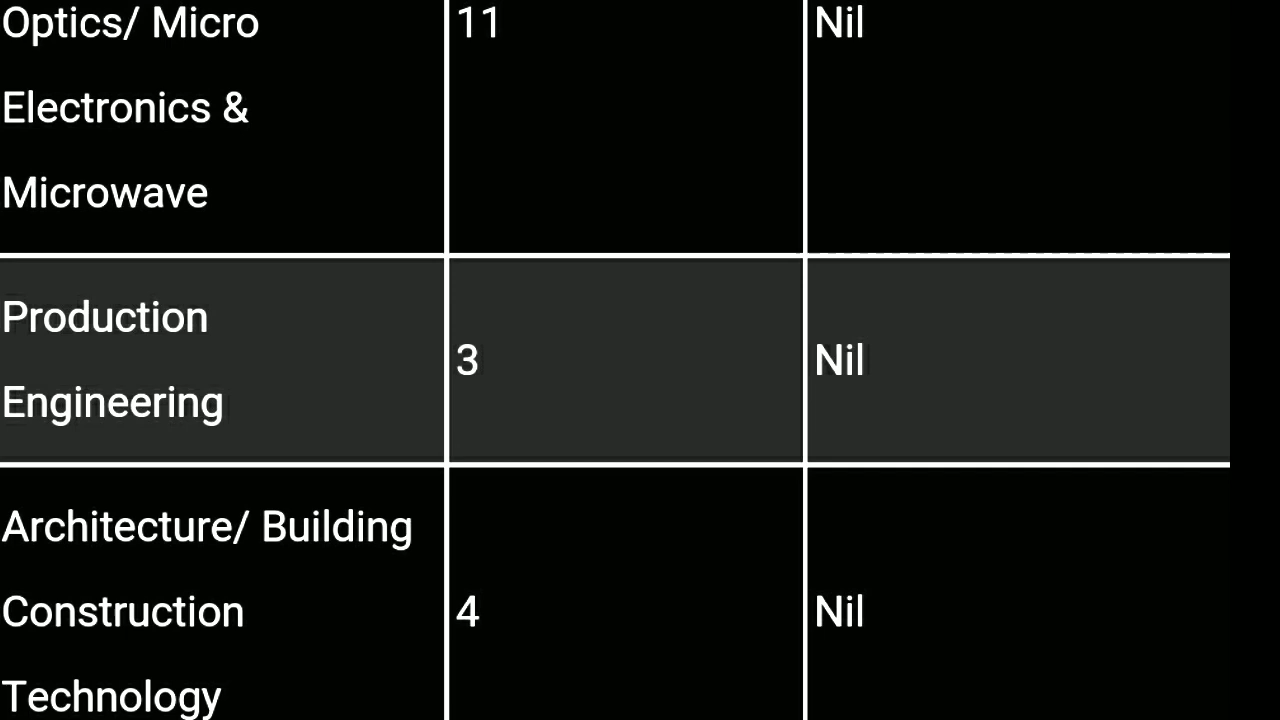 Optics/ Micro 11 Nil
Electronics &
Microwave
Production
3 Nil
Engineering
Architecture/ Building
Construction 4 Nil
Technology